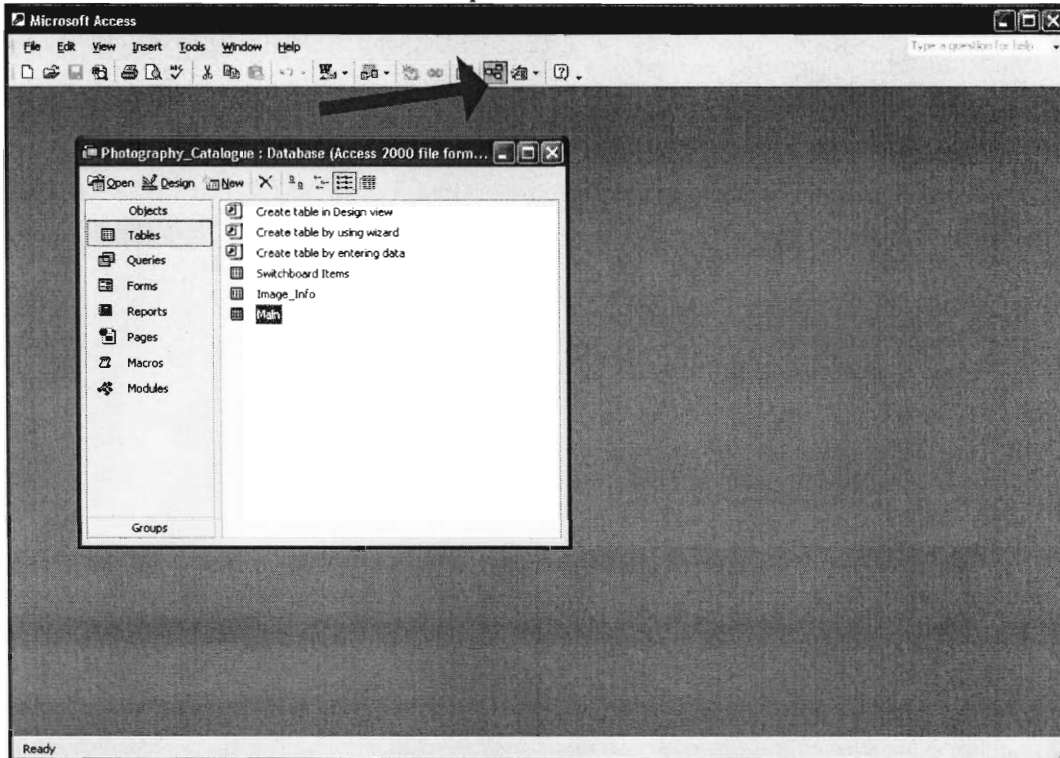 Microsoft Access
File Edit View Insert Tools Window Help
Type a question for help
Photography_Catalogue : Database (Access 2000 file form...
Open Design New
Objects
Tables
Queries
Forms
Reports
Pages
Macros
Modules
Groups
Create table in Design view
Create table by using wizard
Create table by entering data
Switchboard Items
Image_Info
Main
Ready